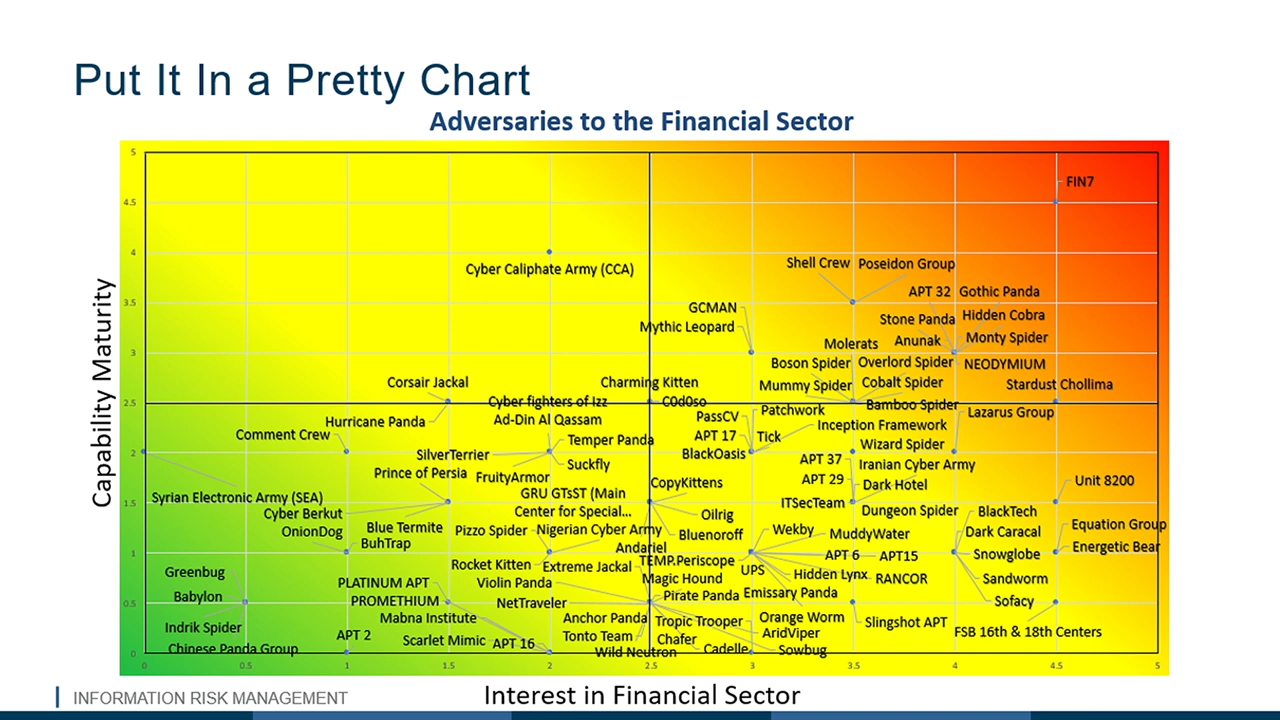 Put It In a Pretty Chart
Adversaries to the Financial Sector
5
FIN7
4.5
4
Cyber Caliphate Army (CCA)
Shell Crew
Poseidon Group
3.5
APT 32
Gothic Panda
GCMAN
Hidden Cobra
Stone Panda
Mythic Leopard
Monty Spider
Anunak
Molerats
3
Boson Spider
Overlord Spider
NEODYMIUM
Corsair Jackal
Charming Kitten
Mummy Spider
Cobalt Spider
Stardust Chollima
2.5
Cyber fighters of Izz
Ad-Din Al Qassam
C0d0so
Bamboo Spider
Patchwork
Lazarus Group
PassCV
Hurricane Panda
Inception Framework
Comment Crew
APT 17
Tick
Temper Panda
Wizard Spider
2
SilverTerrier
BlackOasis
APT 37
Suckfly
Iranian Cyber Army
Prince of Persia
FruityArmor
APT 29
Dark Hotel
Unit 8200
CopyKittens
Syrian Electronic Army (SEA)
GRU GTsST (Main
Center for Special...
1.5
ITSecTeam
Dungeon Spider
BlackTech
Cyber Berkut
Oilrig
Blue Termite
Equation Group
OnionDog
Pizzo Spider
Nigerian Cyber Army
Bluenoroff
Wekby
MuddyWater
Dark Caracal
BuhTrap
Andariel
Energetic Bear
1
TEMP.Periscope
APT 6
APT15
Snowglobe
Rocket Kitten
Extreme Jackal
UPS
Greenbug
Hidden Lynx
RANCOR
Sandworm
PLATINUM APT
Violin Panda
Magic Hound
Babylon
PROMETHIUM
NetTraveler
Pirate Panda
Emissary Panda
Sofacy
0.5
Mabna Institute
Anchor Panda
Tropic Trooper
Orange Worm
Slingshot APT
Indrik Spider
FSB 16th & 18th Centers
APT 2
Scarlet Mimic
APT 16
Tonto Team
Chafer
AridViper
Chinese Panda Group
Wild Neutron
Cadelle
Sowbug
0
0 0.5 1 1.5 2 2.5 3 3.5 4 4.5 5
Capability Maturity
Interest in Financial Sector
INFORMATION RISK MANAGEMENT